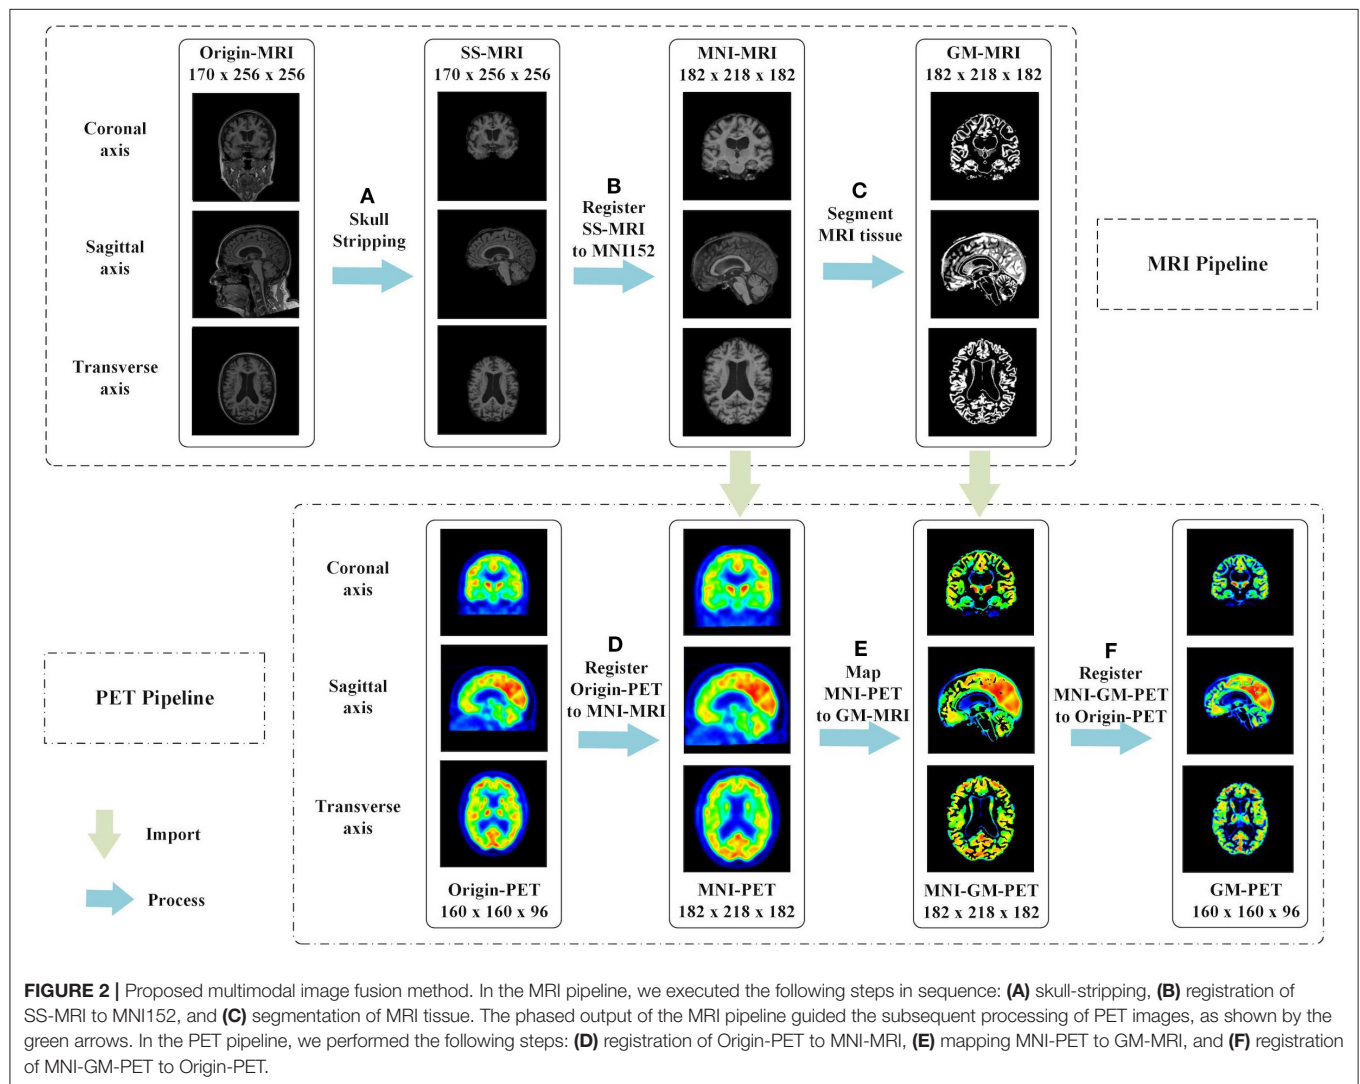 Origin-MRI
170 x 256 x 256
SS-MRI
170 x 256 x 256
MNI-MRI
182 x 218 x 182
GM-MRI
182 x 218 x 182
Coronal
axis
Sagittal
axis
Transverse
axis
A
Skull
Stripping
B
Register
SS-MRI
to MNI152
C
Segment
MRI tissue
MRI Pipeline
PET Pipeline
Import
Process
Coronal
axis
Sagittal
axis
Transverse
axis
D
Register
Origin-PET
to MNI-MRI
E
Map
MNI-PET
to GM-MRI
F
Register
MNI-GM-PET
to Origin-PET
Origin-PET
160 x 160 x 96
MNI-PET
182 x 218 x 182
MNI-GM-PET
182 x 218 x 182
GM-PET
160 x 160 x 96
FIGURE 2 | Proposed multimodal image fusion method. In the MRI pipeline, we executed the following steps in sequence: (A) skull-stripping, (B) registration of
SS-MRI to MNI152, and (C) segmentation of MRI tissue. The phased output of the MRI pipeline guided the subsequent processing of PET images, as shown by the
green arrows. In the PET pipeline, we performed the following steps: (D) registration of Origin-PET to MNI-MRI, (E) mapping MNI-PET to GM-MRI, and (F) registration
of MNI-GM-PET to Origin-PET.